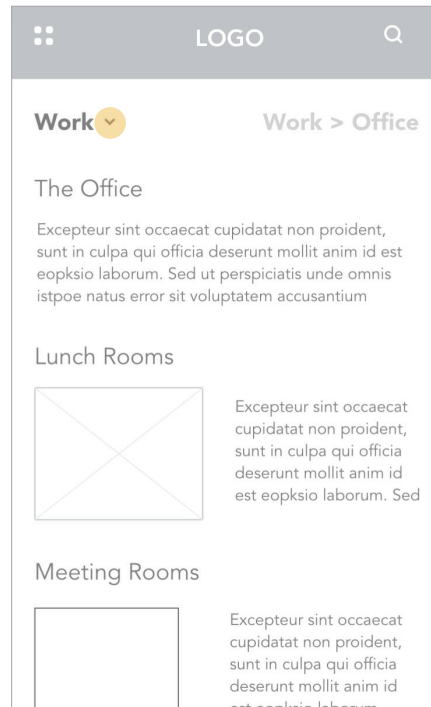 LOGO
Work
Work > Office
The Office
Excepteur sint occaecat cupidatat non proident,
sunt in culpa qui officia deserunt mollit anim id est
eopksio laborum. Sed ut perspiciatis unde omnis
istpoe natus error sit voluptatem accusantium
Lunch Rooms
Excepteur sint occaecat
cupidatat non proident,
sunt in culpa qui officia
deserunt mollit anim id
est eopksio laborum. Sed
Meeting Rooms
Excepteur sint occaecat
cupidatat non proident,
sunt in culpa qui officia
deserunt mollit anim id
est eopksio laborum